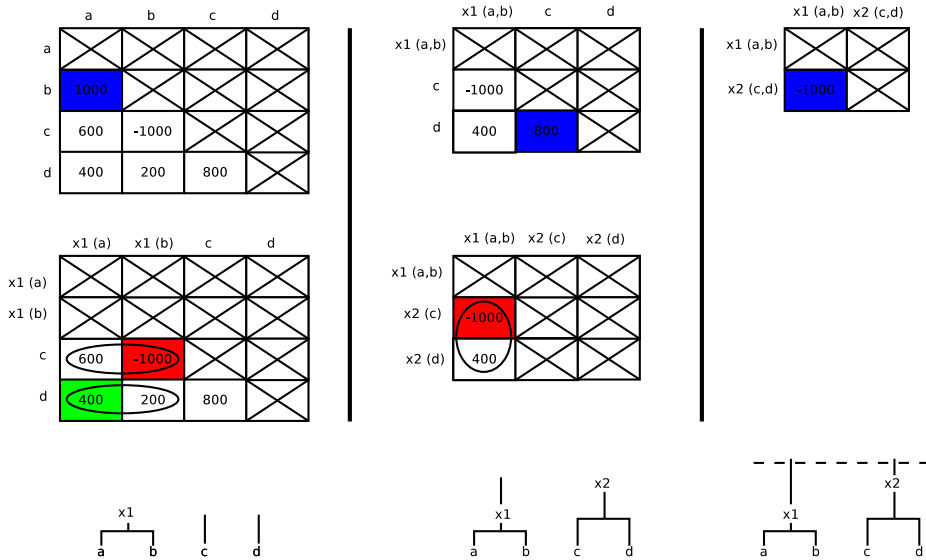 a b c d
a
b 1000
c 600 -1000
d 400 200 800
x1 (a) x1 (b) c d
x1 (a)
x1 (b)
c 600 -1000
d 400 200 800
x1
a b c d
x1 (a,b) c d
x1 (a,b)
c -1000
d 400 800
x1 (a,b) x2 (c) x2 (d)
x1 (a,b)
x2 (c) -1000
x2 (d) 400
x2
x1
a b c d
x1 (a,b) x2 (c,d)
x1 (a,b)
x2 (c,d) -1000
x2
x1
a b c d